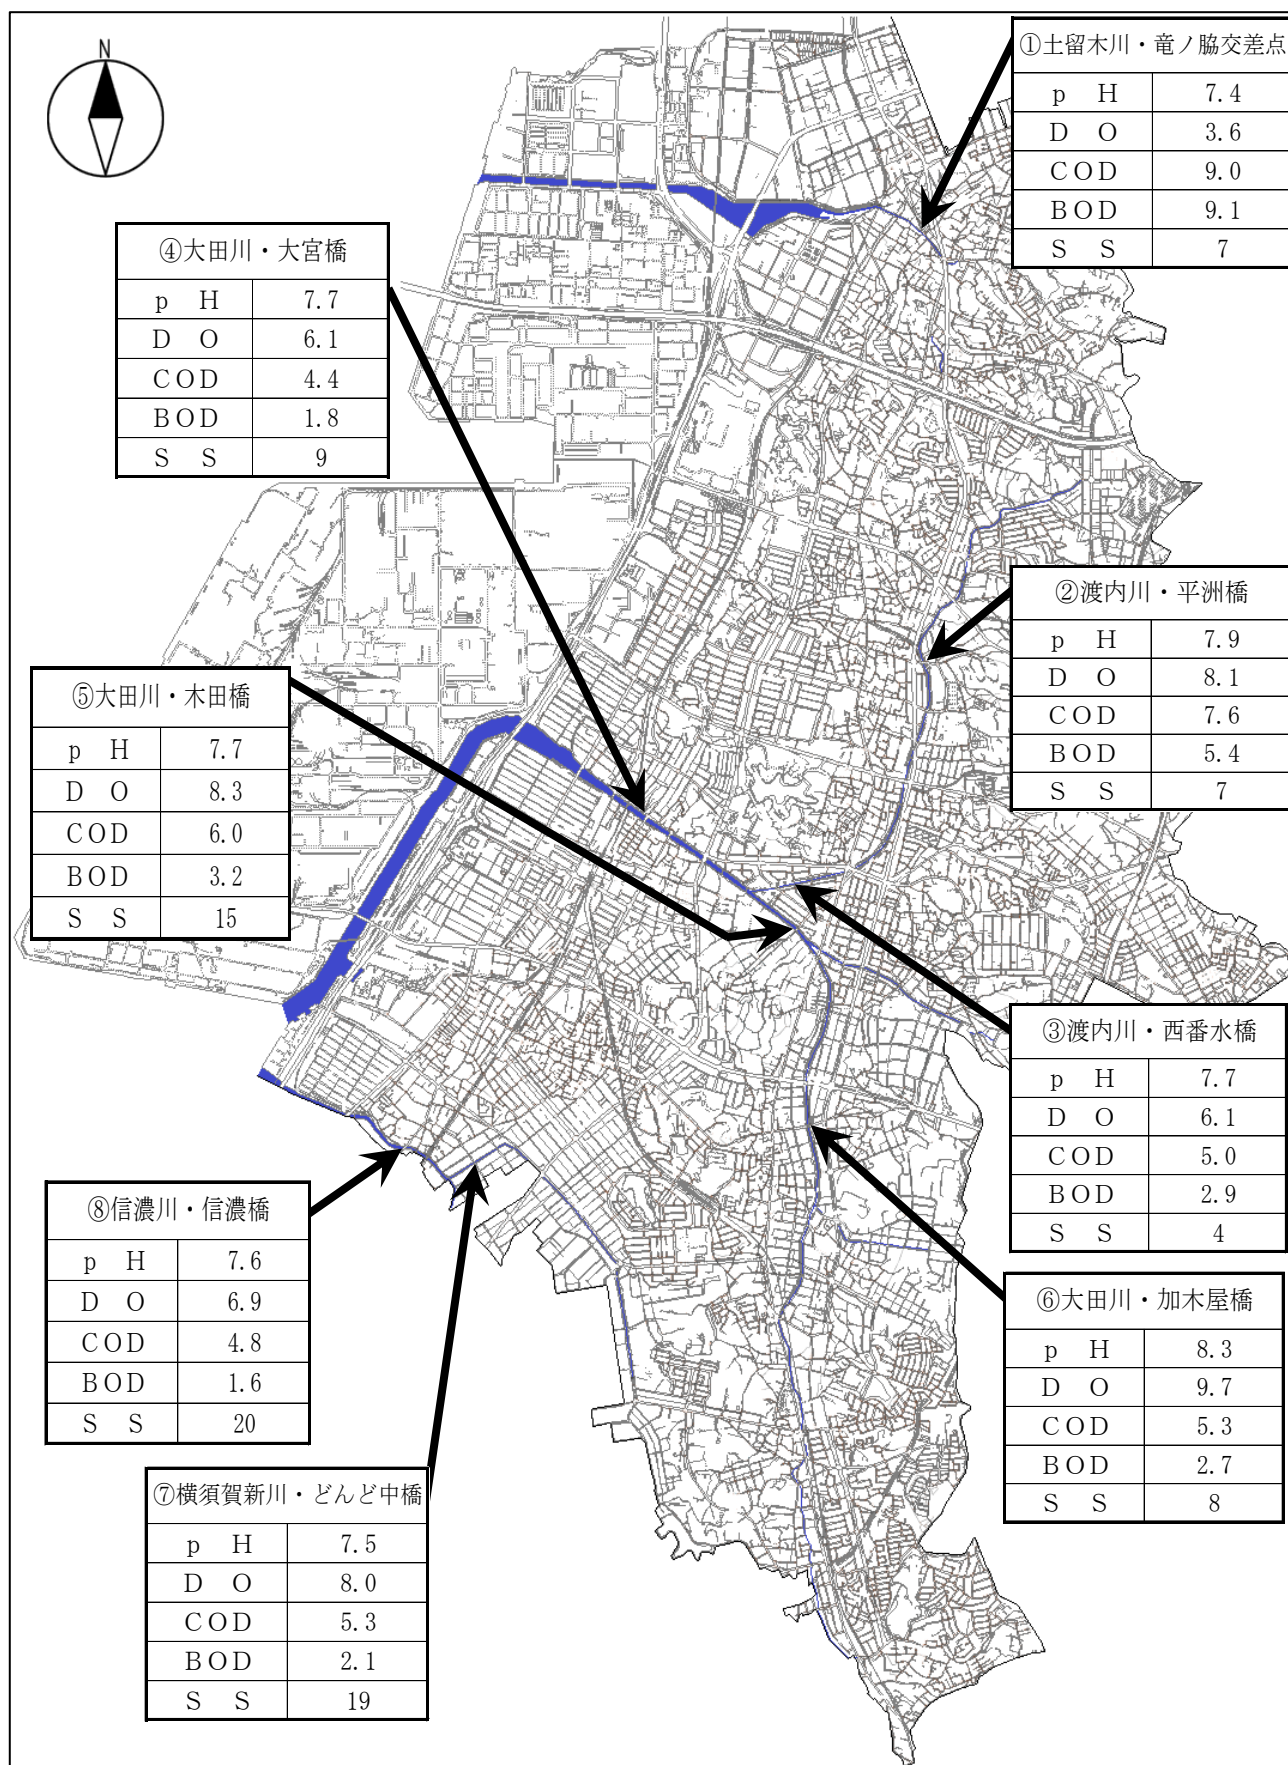 N
①土留木川・竜ノ脇交差点
p H 7.4
D O 3.6
COD 9.0
BOD 9.1
S S 7
④大田川・大宮橋
p H 7.7
D O 6.1
COD 4.4
BOD 1.8
S S 9
②渡内川・平洲橋
p H 7.9
D O 8.1
COD 7.6
BOD 5.4
S S 7
⑤大田川・木田橋
p H 7.7
D O 8.3
COD 6.0
BOD 3.2
S S 15
③渡内川・西番水橋
p H 7.7
D O 6.1
COD 5.0
BOD 2.9
S S 4
⑧信濃川・信濃橋
p H 7.6
D O 6.9
COD 4.8
BOD 1.6
S S 20
⑥大田川・加木屋橋
p H 8.3
D O 9.7
COD 5.3
BOD 2.7
S S 8
⑦横須賀新川・どんど中橋
p H 7.5
D O 8.0
COD 5.3
BOD 2.1
S S 19